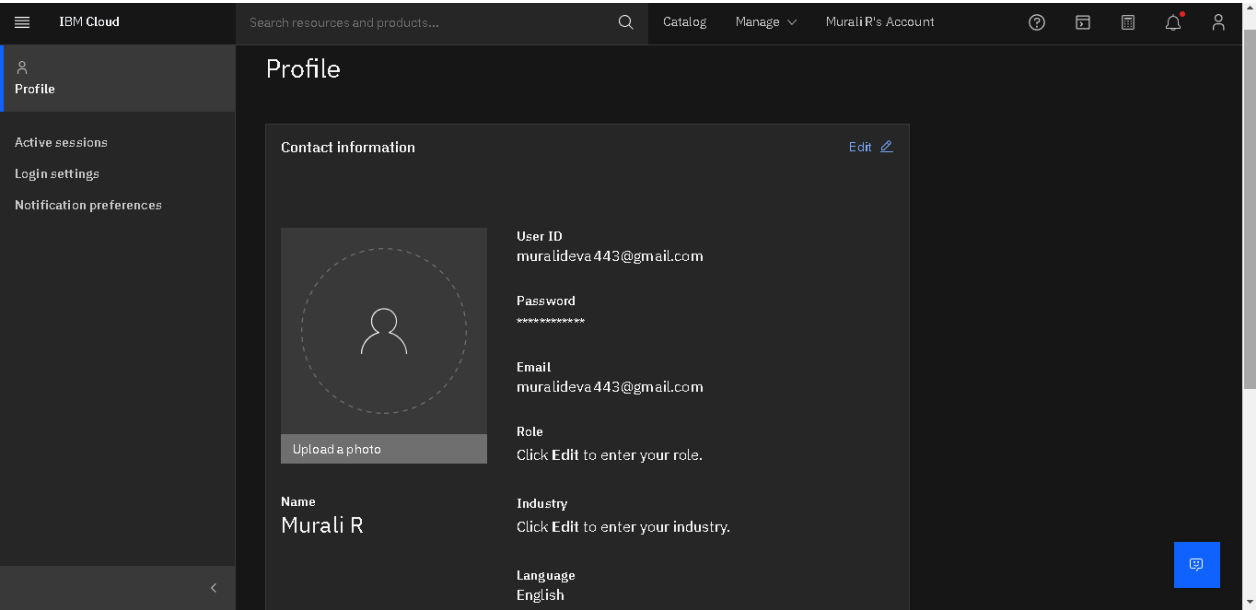 IBM Cloud
Search resources and products...
Catalog
Manage
Murali R's Account
Profile
Active sessions
Login settings
Notification preferences
Profile
Contact information
Edit
Upload a photo
Name
Murali R
User ID
muralideva443@gmail.com
Password
************
Email
muralideva443@gmail.com
Role
Click Edit to enter your role.
Industry
Click Edit to enter your industry.
Language
English